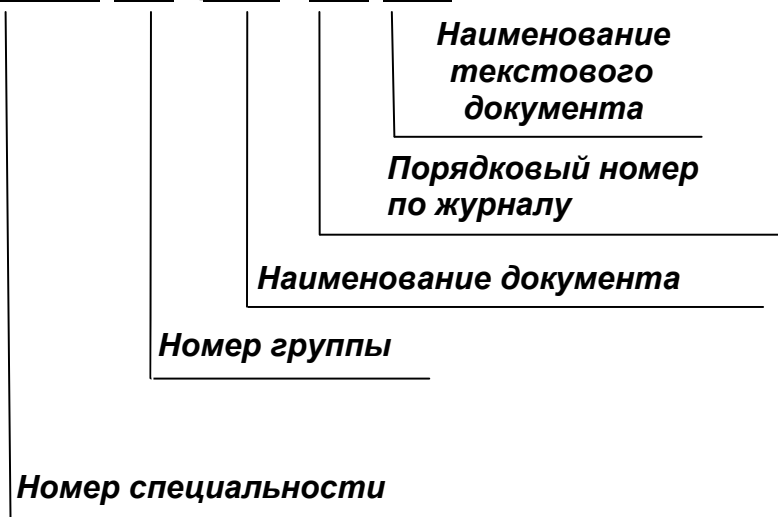 Наименование
текстового
документа
Порядковый номер
по журналу
Наименование документа
Номер группы
Номер специальности